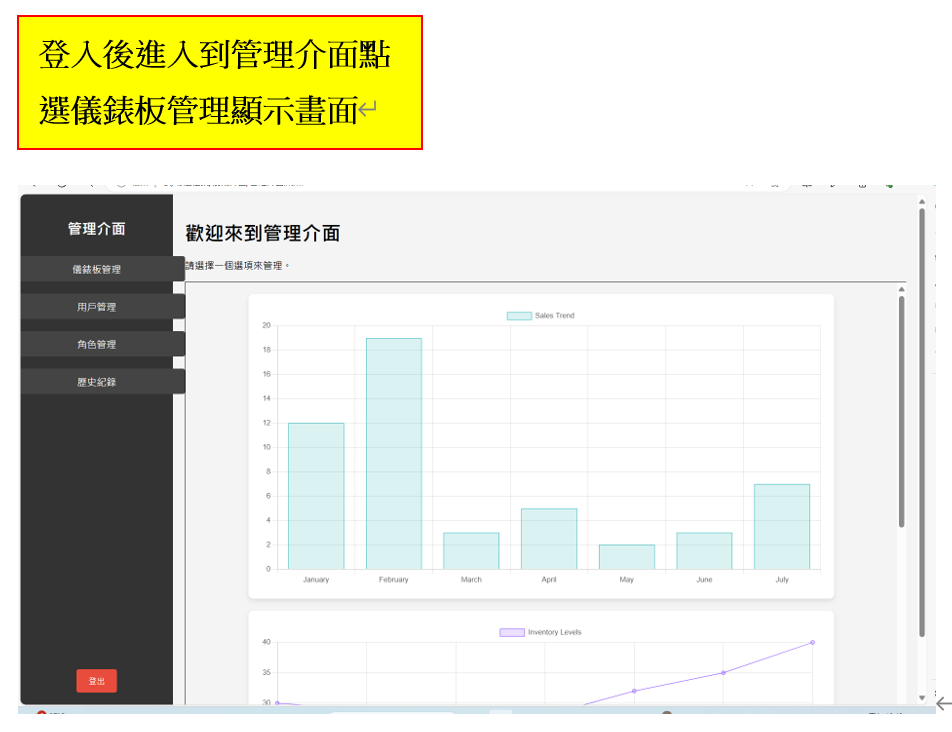 登入後進入到管理介面點
選儀錶板管理顯示畫面
管理介面
儀錶板管理
用戶管理
角色管理
歷史紀錄
登出
歡迎來到管理介面
請選擇一個選項來管理。
Sales Trend
20
18
16
14
12
10
8
6
4
2
0
January February March April May June July
Inventory Levels
40
35
30